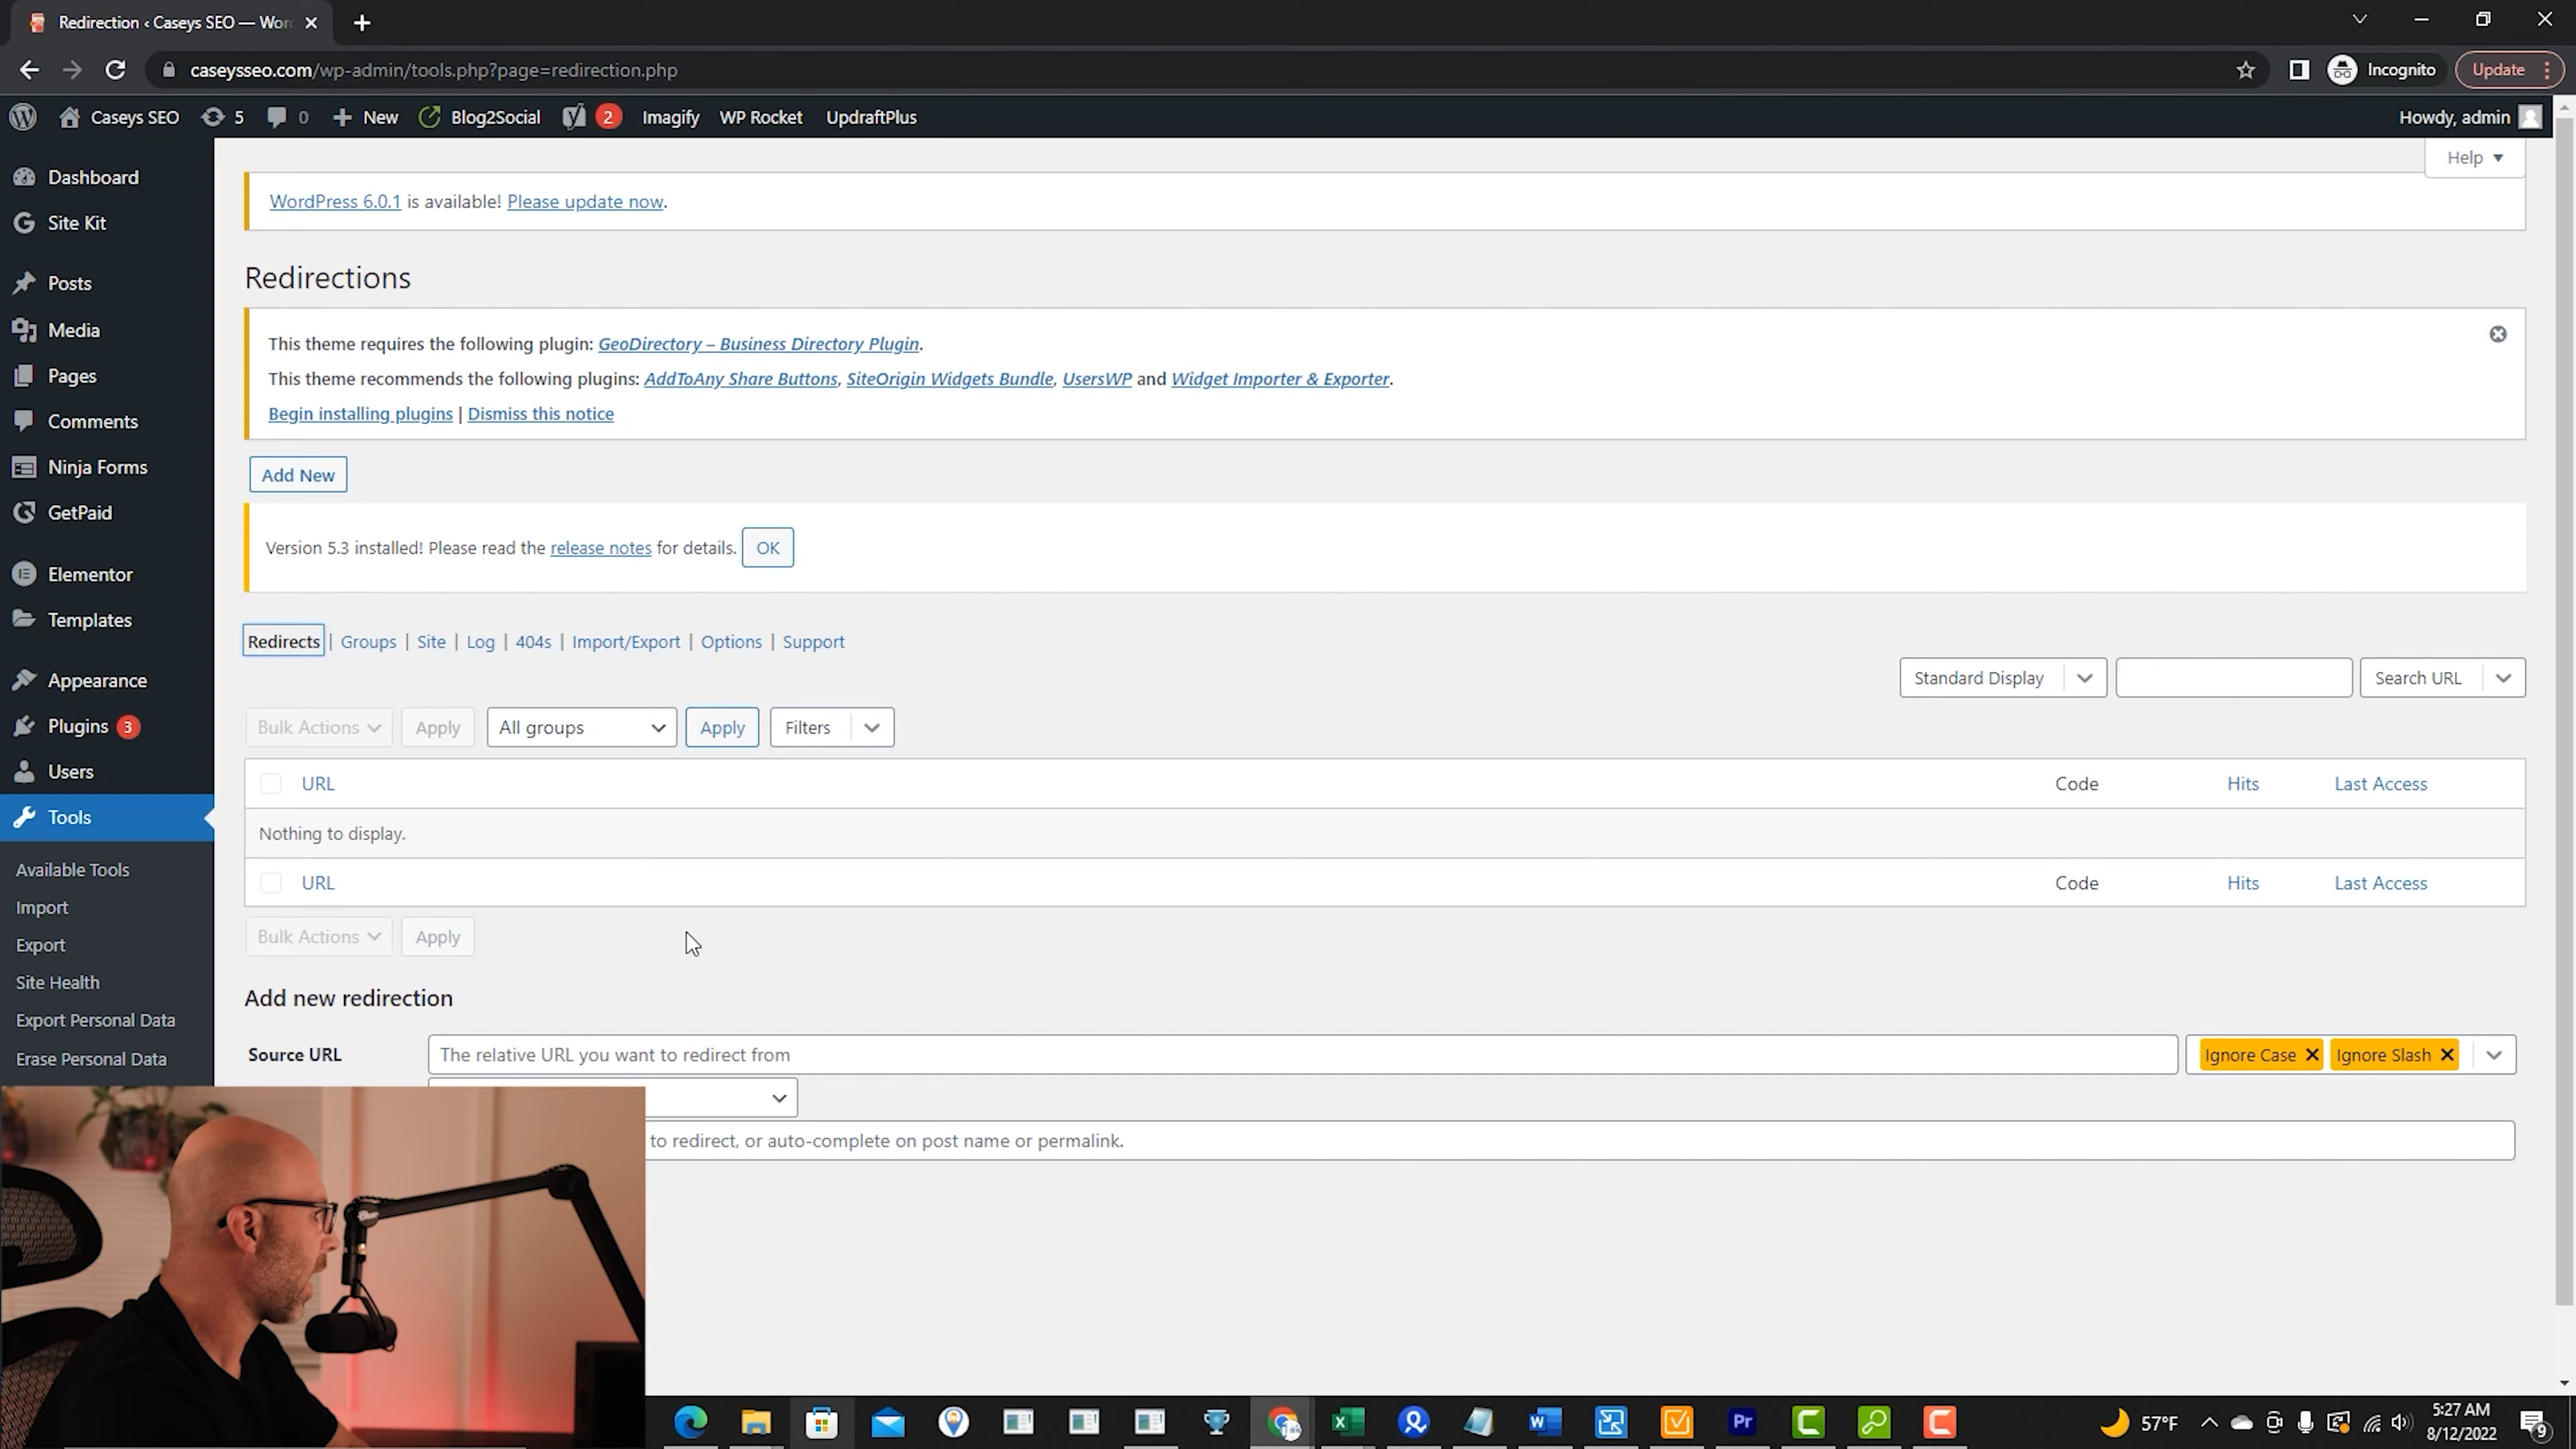 Redirection ‹ Caseys SEO — Wor
caseysseo.com/wp-admin/tools.php?page=redirection.php
Incognito
Update
Caseys SEO
5
0
New
Blog2Social
2
Imagify
WP Rocket
UpdraftPlus
Howdy, admin
Help
Dashboard
Site Kit
Posts
Media
Pages
Comments
Ninja Forms
GetPaid
Elementor
Templates
Appearance
Plugins 3
Users
Tools
Available Tools
Import
Export
Site Health
Export Personal Data
Erase Personal Data
WordPress 6.0.1 is available! Please update now.
Redirections
This theme requires the following plugin: GeoDirectory – Business Directory Plugin.
This theme recommends the following plugins: AddToAny Share Buttons, SiteOrigin Widgets Bundle, UsersWP and Widget Importer & Exporter.
Begin installing plugins | Dismiss this notice
Add New
Version 5.3 installed! Please read the release notes for details. OK
Redirects | Groups | Site | Log | 404s | Import/Export | Options | Support
Standard Display
Search URL
Bulk Actions
Apply
All groups
Apply
Filters
URL Code Hits Last Access
Nothing to display.
URL Code Hits Last Access
Bulk Actions
Apply
Add new redirection
Source URL
The relative URL you want to redirect from
Ignore Case
Ignore Slash
to redirect, or auto-complete on post name or permalink.
57°F
5:27 AM
8/12/2022
9